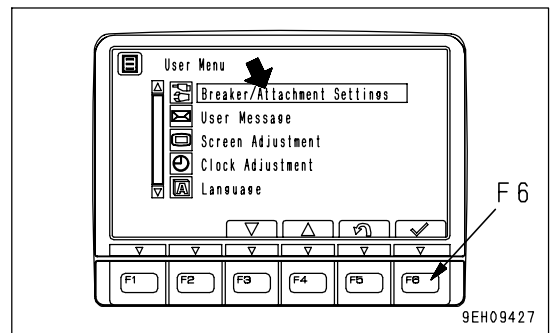 User Menu
Breaker/Attachment Settings
User Message
Screen Adjustment
Clock Adjustment
A Language
F6
F1 F2 F3 F4 F5 F6
9EH09427